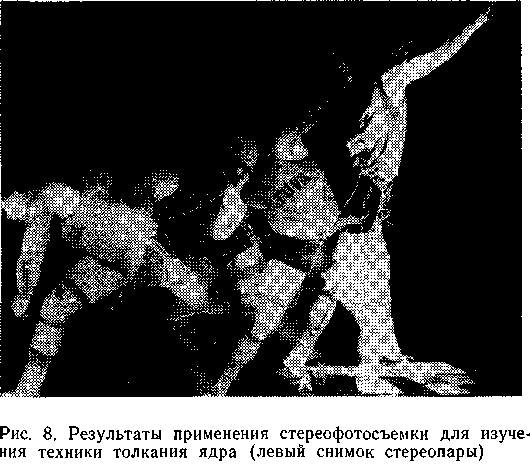 Рис. 8. Результаты применения стереофотосъемки для изуче-
ния техники толкания ядра (левый снимок стереопары)